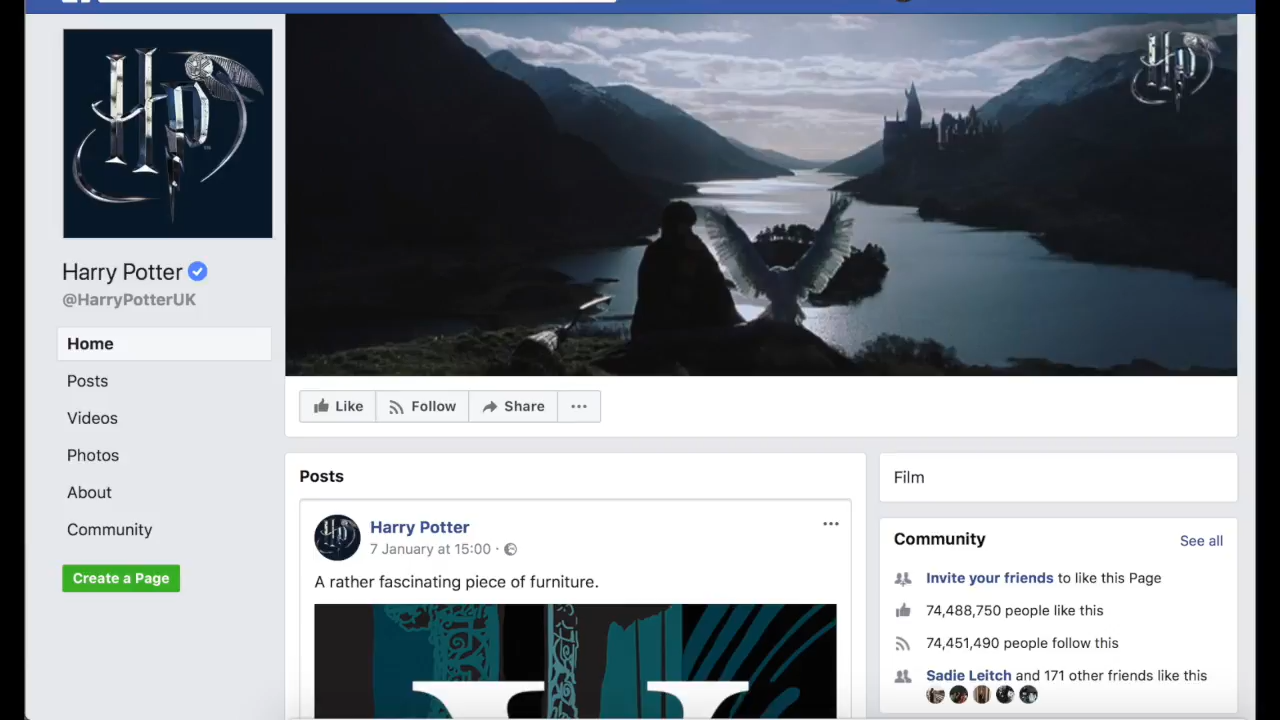 Harry Potter
@HarryPotterUK
Home
Posts
Videos
Photos
About
Community
Create a Page
HP
HP
Like
Follow
Share
Posts
Harry Potter
7 January at 15:00 ·
A rather fascinating piece of furniture.
Film
Community
See all
Invite your friends to like this Page
74,488,750 people like this
74,451,490 people follow this
Sadie Leitch and 171 other friends like this